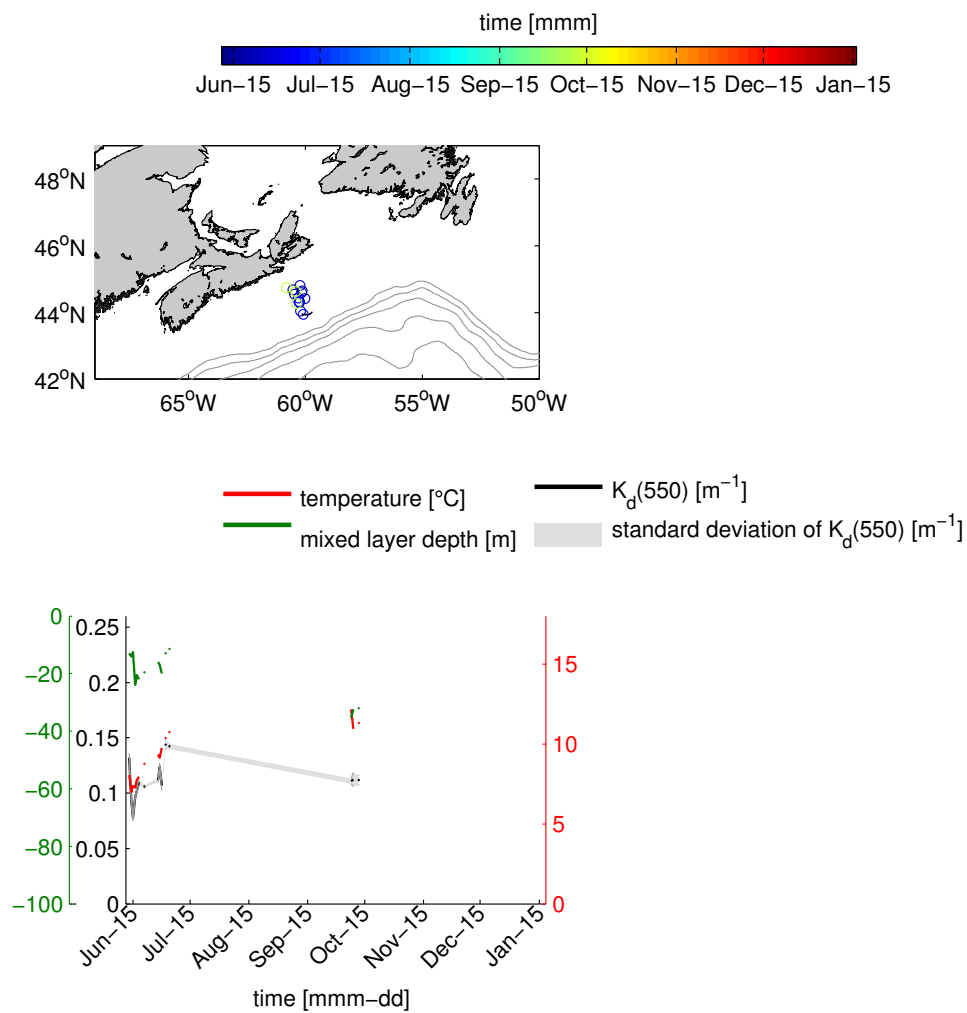 time [mmm]
Jun−15 Jul−15 Aug−15 Sep−15 Oct−15 Nov−15 Dec−15 Jan−15
48°N
46°N
44°N
42°N
65°W 60°W 55°W 50°W
temperature [°C]
mixed layer depth [m]
K_d(550) [m^−1]
standard deviation of K_d(550) [m^−1]
0
−20
−40
−60
−80
−100
0.25
0.2
0.15
0.1
0.05
0
15
10
5
0
Jun−15 Jul−15 Aug−15 Sep−15 Oct−15 Nov−15 Dec−15 Jan−15
time [mmm−dd]